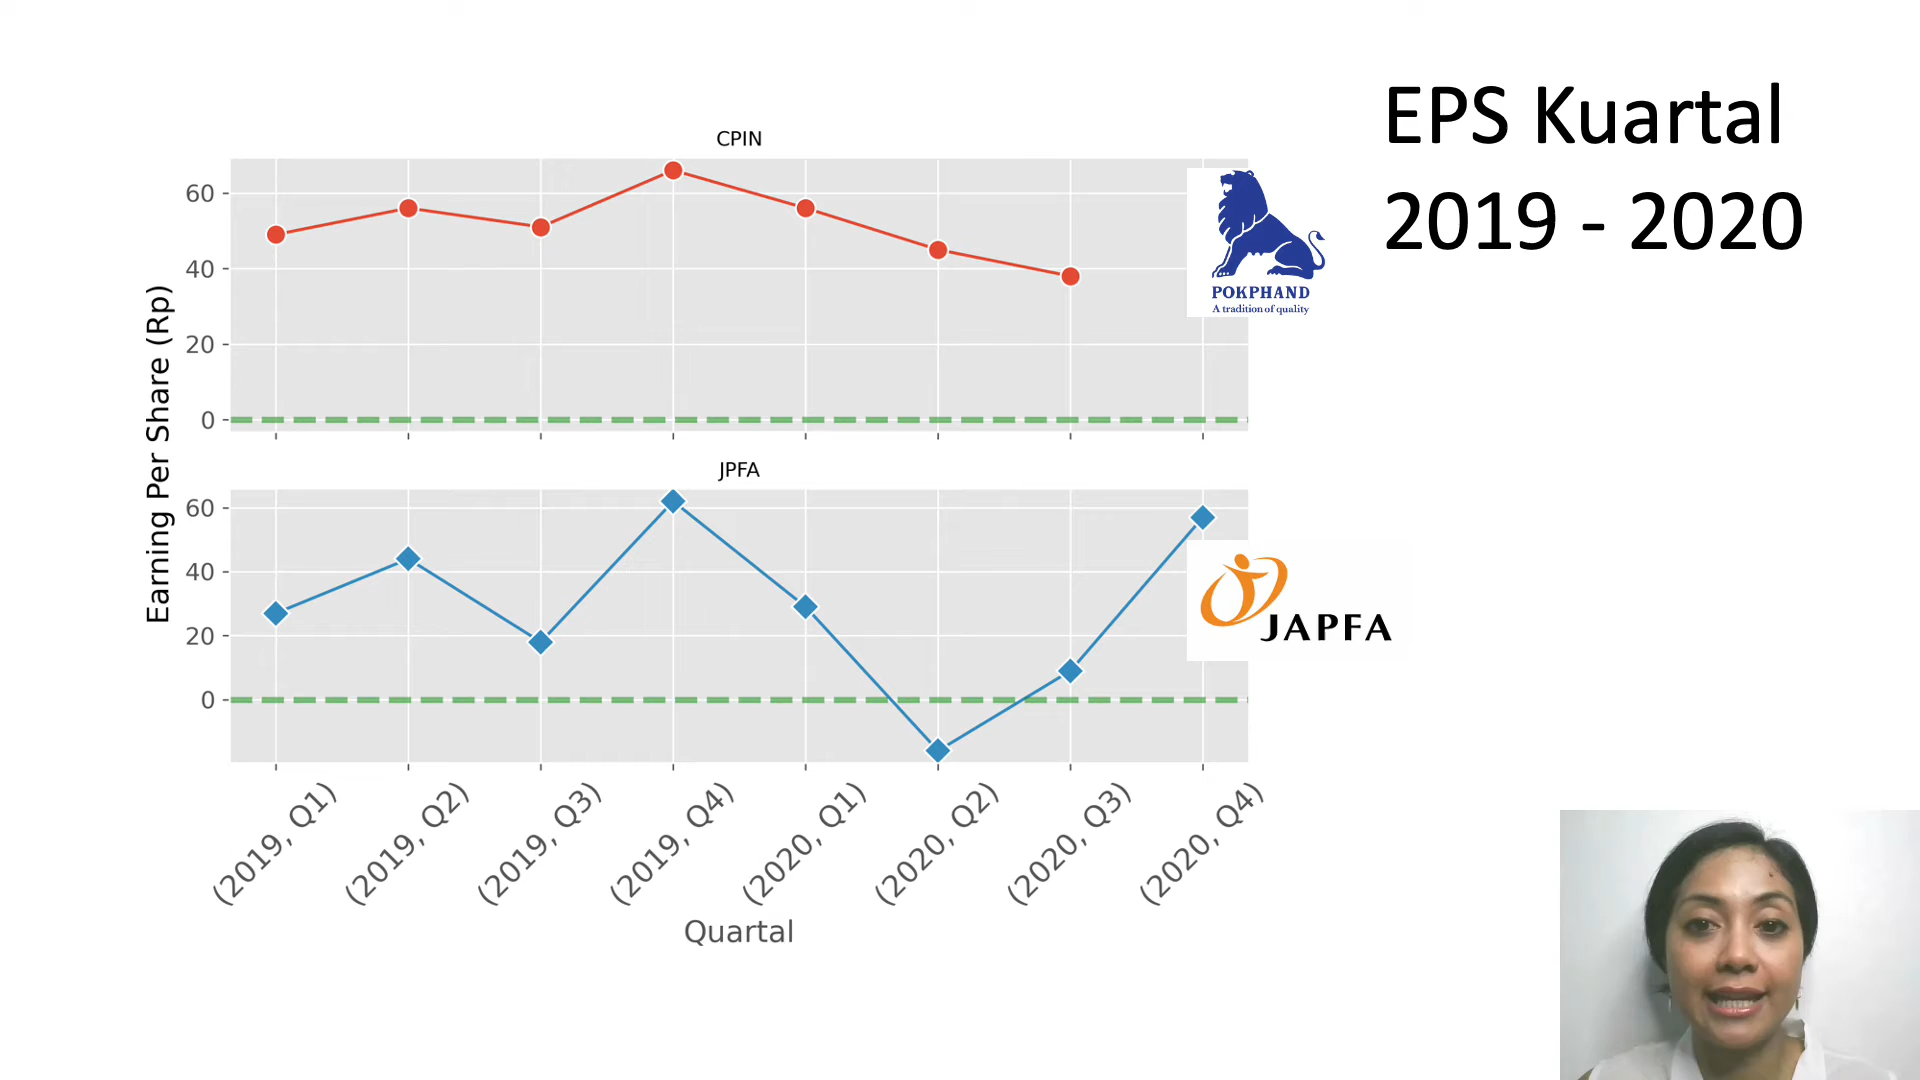 EPS Kuartal
2019 - 2020
CPIN
60
40
20
0
POKPHAND
A tradition of quality
Earning Per Share (Rp)
JPFA
60
40
20
0
JAPFA
(2019, Q1)
(2019, Q2)
(2019, Q3)
(2019, Q4)
(2020, Q1)
(2020, Q2)
(2020, Q3)
(2020, Q4)
Quartal